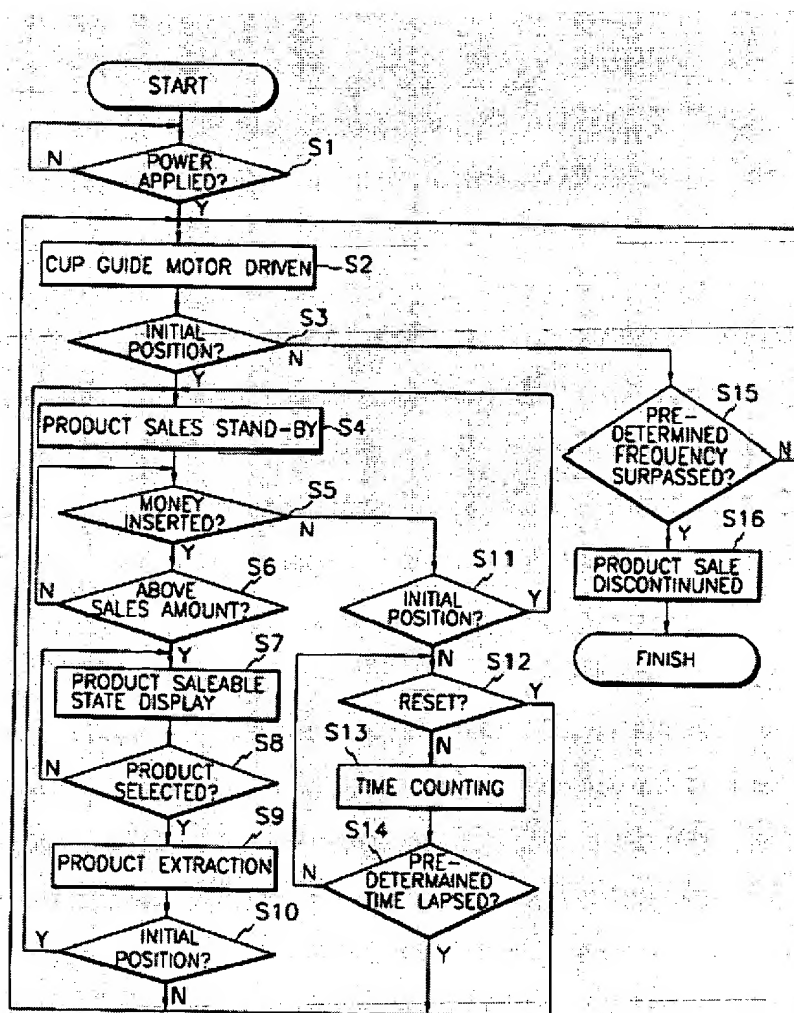 START
N
POWER
APPLIED?
S1
Y
CUP GUIDE MOTOR DRIVEN
S2
INITIAL
POSITION?
S3
N
Y
PRODUCT SALES STAND-BY
S4
MONEY
INSERTED?
S5
N
Y
ABOVE
SALES AMOUNT?
S6
N
Y
PRODUCT SALEABLE
STATE DISPLAY
S7
PRODUCT
SELECTED?
S8
N
Y
PRODUCT EXTRACTION
S9
INITIAL
POSITION?
S10
Y
N
INITIAL
POSITION?
S11
Y
N
RESET?
S12
Y
N
S13
TIME COUNTING
S14
PRE-
DETERMAINED
TIME LAPSED?
N
Y
S15
PRE-
DETERMINED
FREQUENCY
SURPASSED?
N
Y
S16
PRODUCT SALE
DISCONTINUNED
FINISH